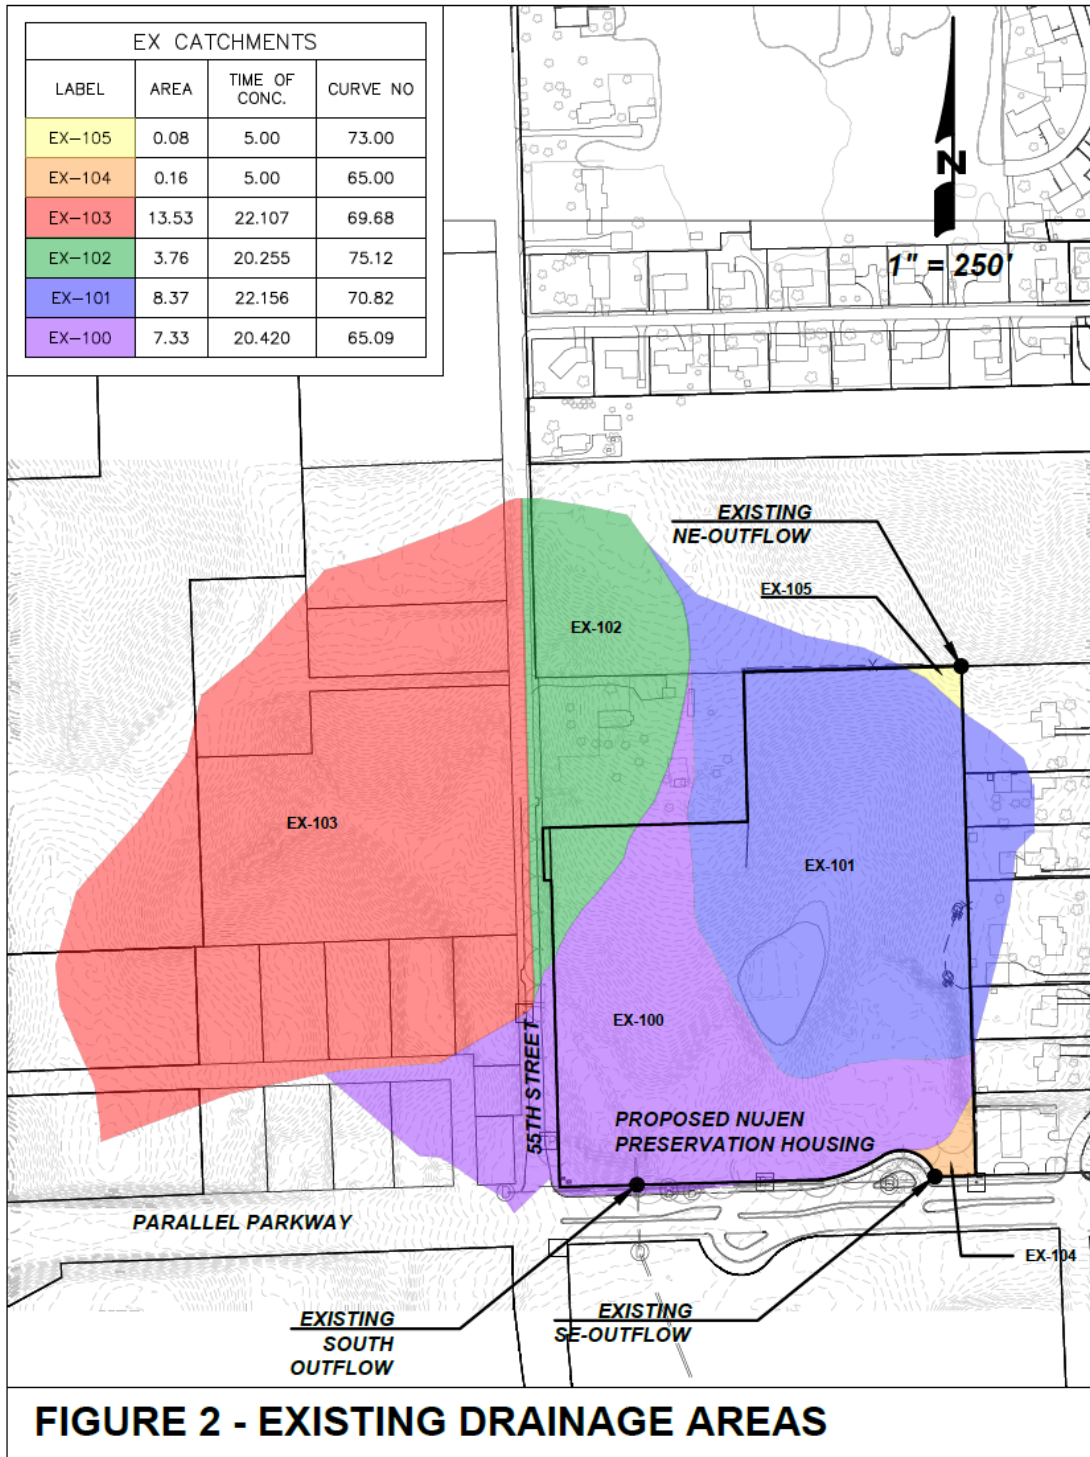 EX CATCHMENTS
LABEL AREA TIME OF CONC. CURVE NO
EX-105 0.08 5.00 73.00
EX-104 0.16 5.00 65.00
EX-103 13.53 22.107 69.68
EX-102 3.76 20.255 75.12
EX-101 8.37 22.156 70.82
EX-100 7.33 20.420 65.09
N
1" = 250'
EXISTING
NE-OUTFLOW
EX-105
EX-102
EX-103
EX-101
EX-100
55TH STREET
PROPOSED NUJEN
PRESERVATION HOUSING
PARALLEL PARKWAY
EX-104
EXISTING
SOUTH
OUTFLOW
EXISTING
SE-OUTFLOW
FIGURE 2 - EXISTING DRAINAGE AREAS